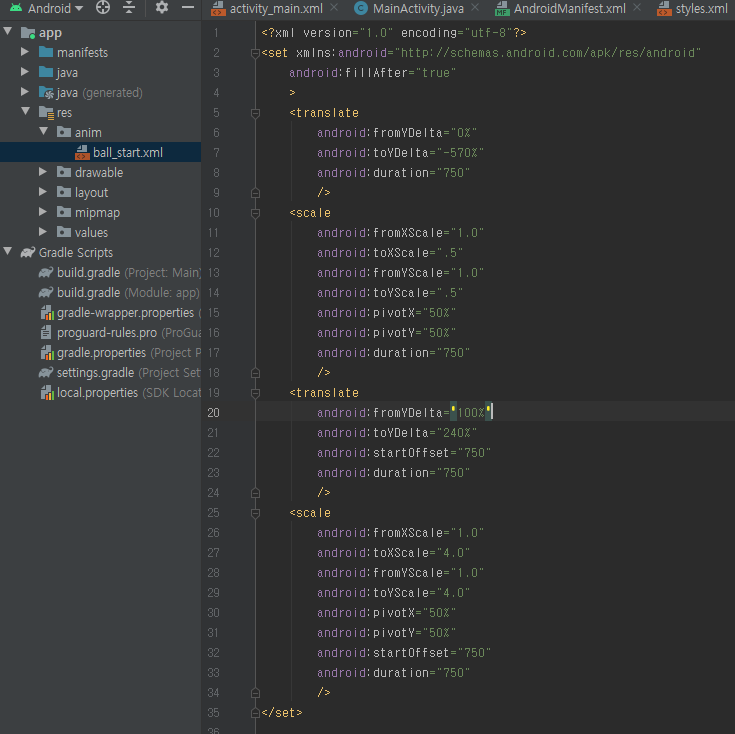 Android
activity_main.xml
MainActivity.java
AndroidManifest.xml
styles.xml
app
manifests
java
java (generated)
res
anim
ball_start.xml
drawable
layout
mipmap
values
Gradle Scripts
build.gradle (Project: Main
build.gradle (Module: app)
gradle-wrapper.properties
proguard-rules.pro (ProGua
gradle.properties (Project P
settings.gradle (Project Set
local.properties (SDK Locat
1 <?xml version="1.0" encoding="utf-8"?>
2 <set xmlns:android="http://schemas.android.com/apk/res/android"
3 android:fillAfter="true"
4 >
5 <translate
6 android:fromYDelta="0%"
7 android:toYDelta="-570%"
8 android:duration="750"
9 />
10 <scale
11 android:fromXScale="1.0"
12 android:toXScale=".5"
13 android:fromYScale="1.0"
14 android:toYScale=".5"
15 android:pivotX="50%"
16 android:pivotY="50%"
17 android:duration="750"
18 />
19 <translate
20 android:fromYDelta="100%"
21 android:toYDelta="240%"
22 android:startOffset="750"
23 android:duration="750"
24 />
25 <scale
26 android:fromXScale="1.0"
27 android:toXScale="4.0"
28 android:fromYScale="1.0"
29 android:toYScale="4.0"
30 android:pivotX="50%"
31 android:pivotY="50%"
32 android:startOffset="750"
33 android:duration="750"
34 />
35 </set>
36